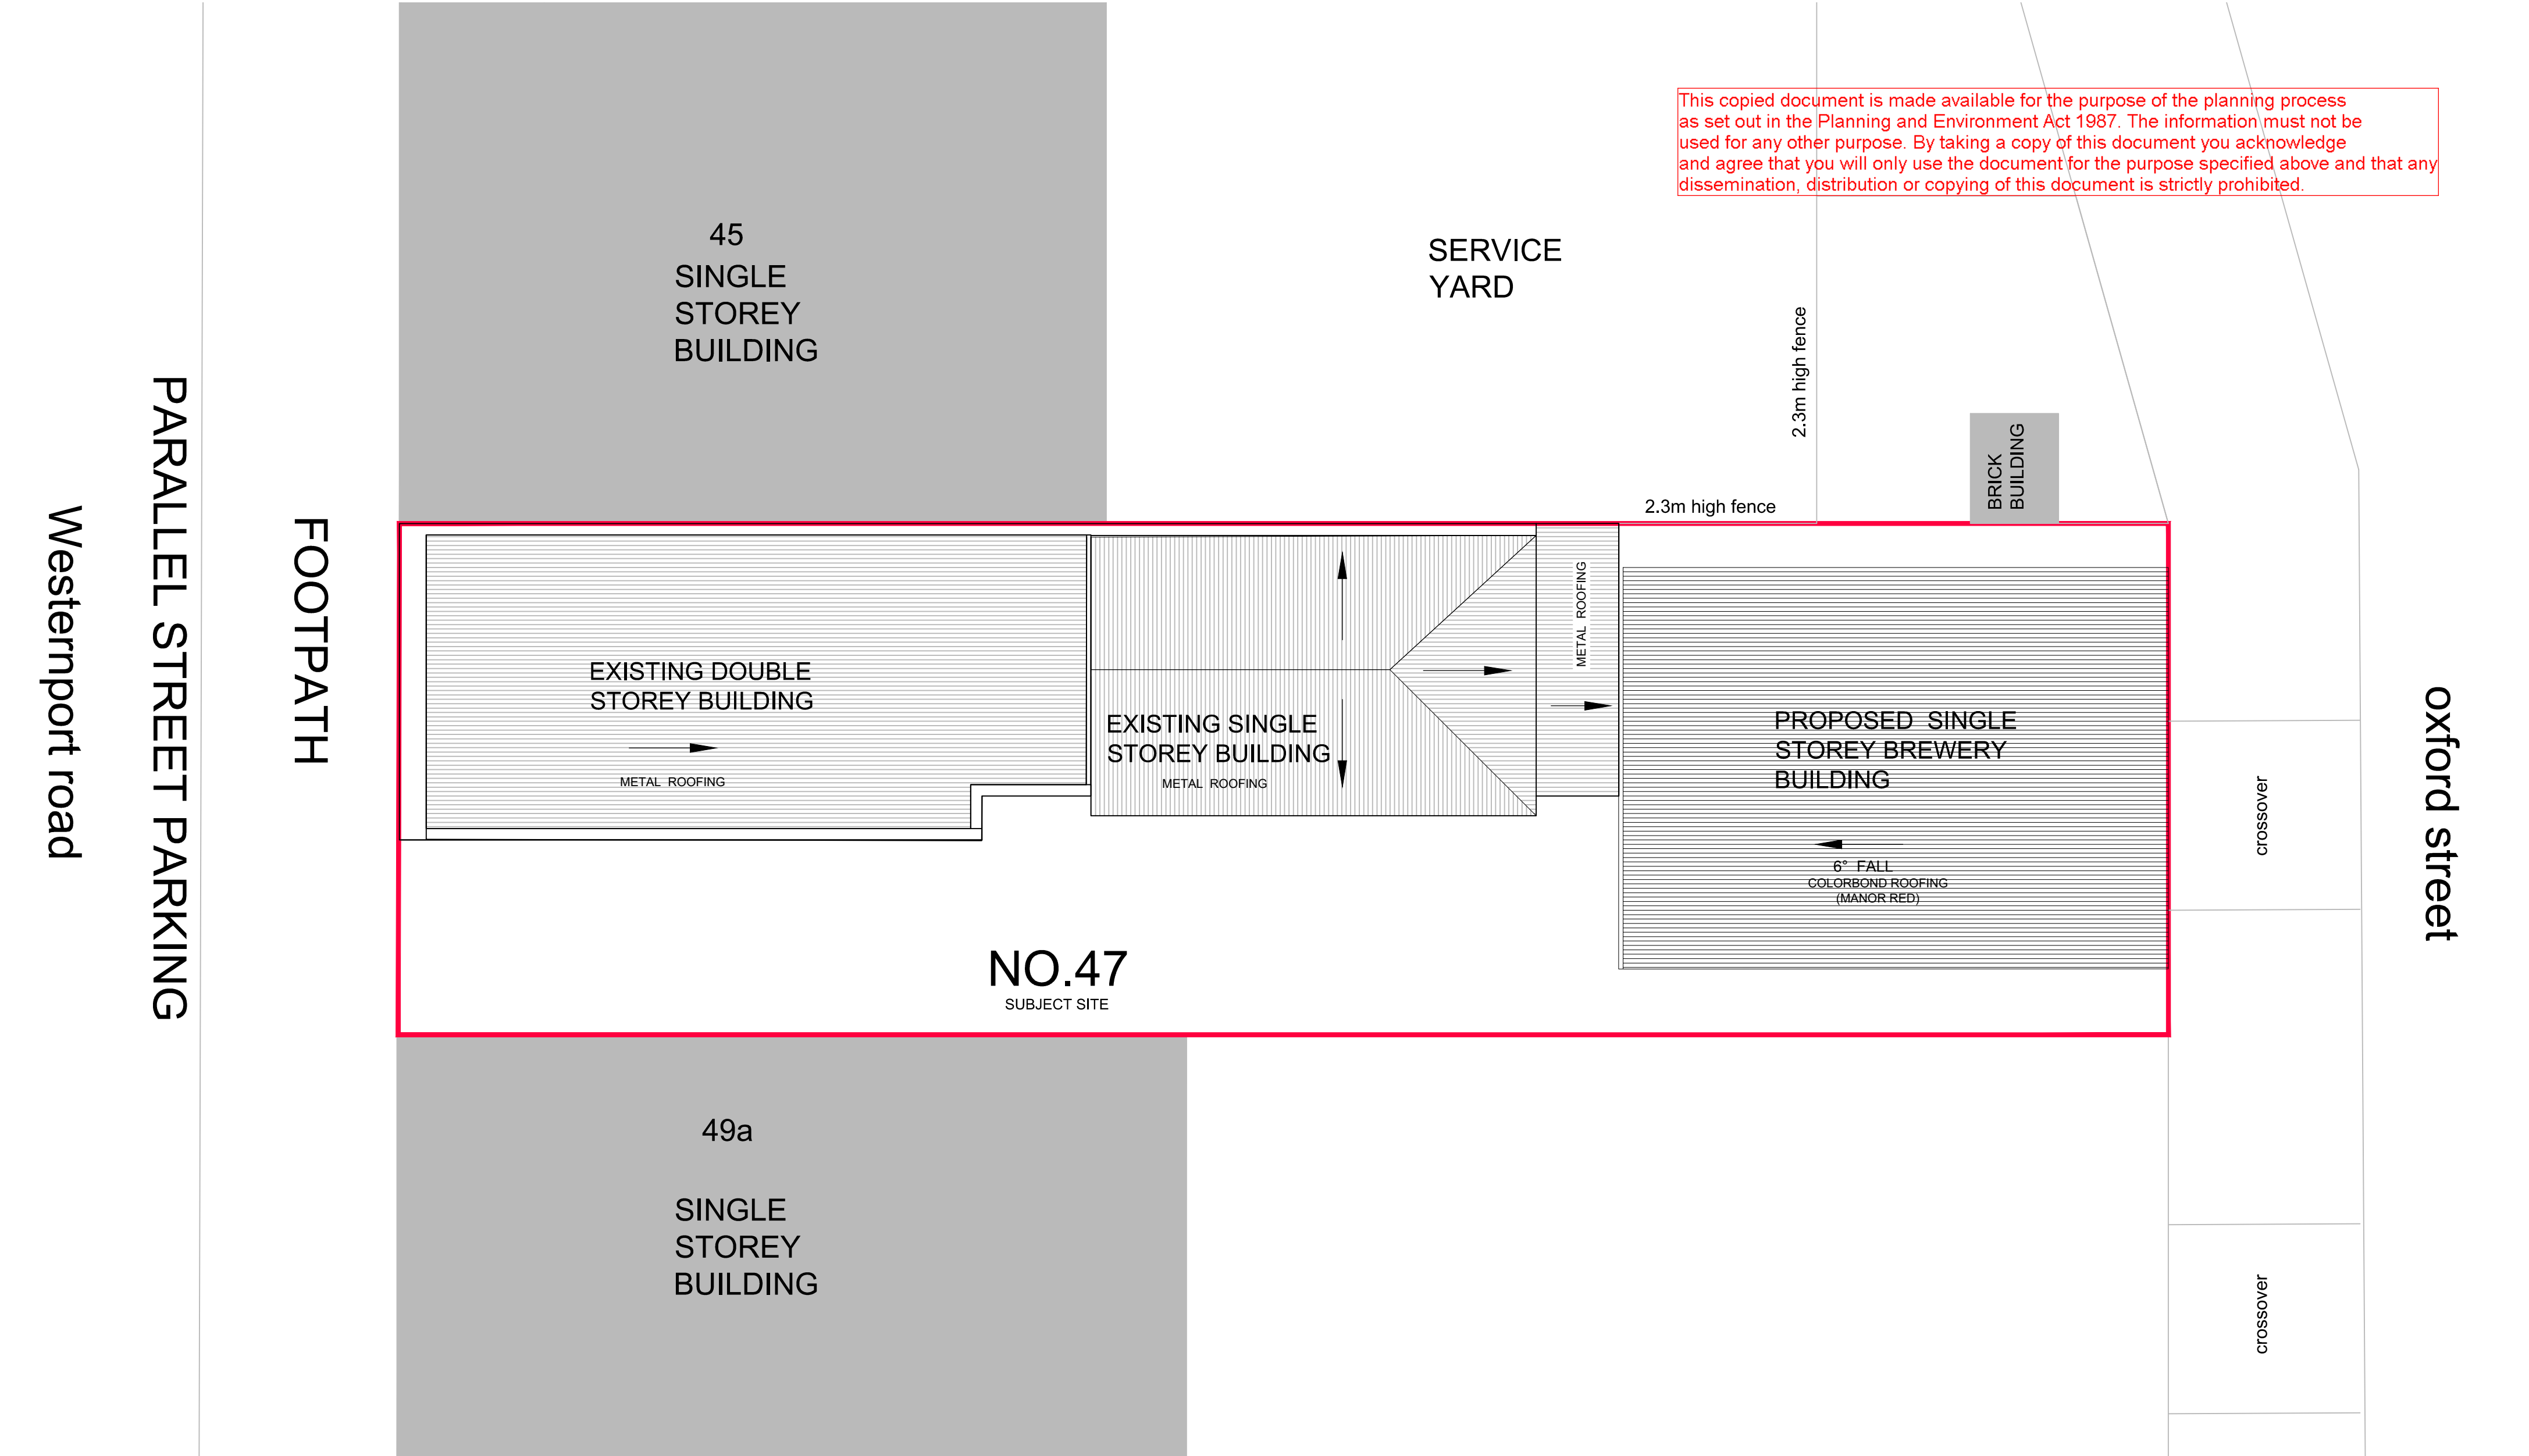 This copied document is made available for the purpose of the planning process
as set out in the Planning and Environment Act 1987. The information must not be
used for any other purpose. By taking a copy of this document you acknowledge
and agree that you will only use the document for the purpose specified above and that any
dissemination, distribution or copying of this document is strictly prohibited.
45
SINGLE
STOREY
BUILDING
SERVICE
YARD
2.3m high fence
BRICK
BUILDING
2.3m high fence
Westernport road
PARALLEL STREET PARKING
FOOTPATH
EXISTING DOUBLE
STOREY BUILDING
METAL ROOFING
EXISTING SINGLE
STOREY BUILDING
METAL ROOFING
METAL ROOFING
PROPOSED SINGLE
STOREY BREWERY
BUILDING
6° FALL
COLORBOND ROOFING
(MANOR RED)
crossover
oxford street
NO.47
SUBJECT SITE
49a
SINGLE
STOREY
BUILDING
crossover